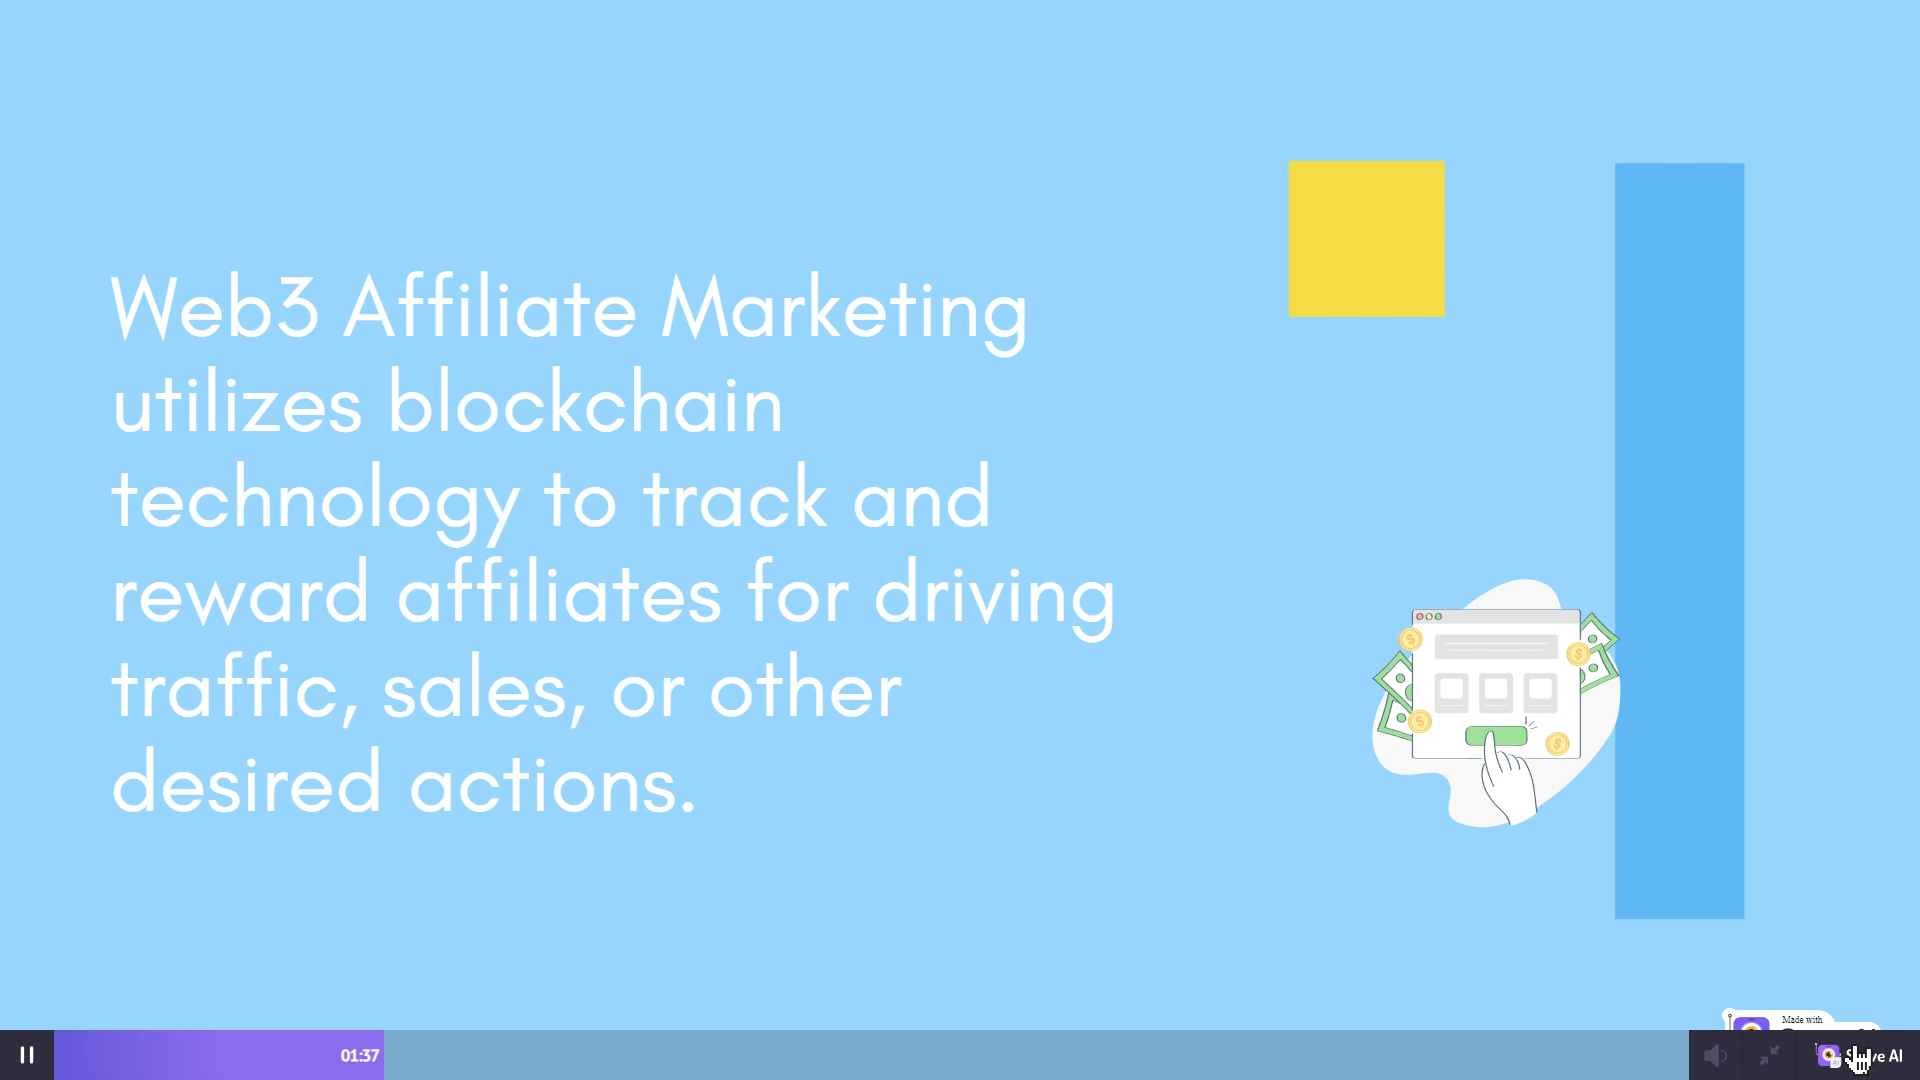 Web3 Affiliate Marketing
utilizes blockchain
technology to track and
reward affiliates for driving
traffic, sales, or other
desired actions.
Made with
01:37
AI